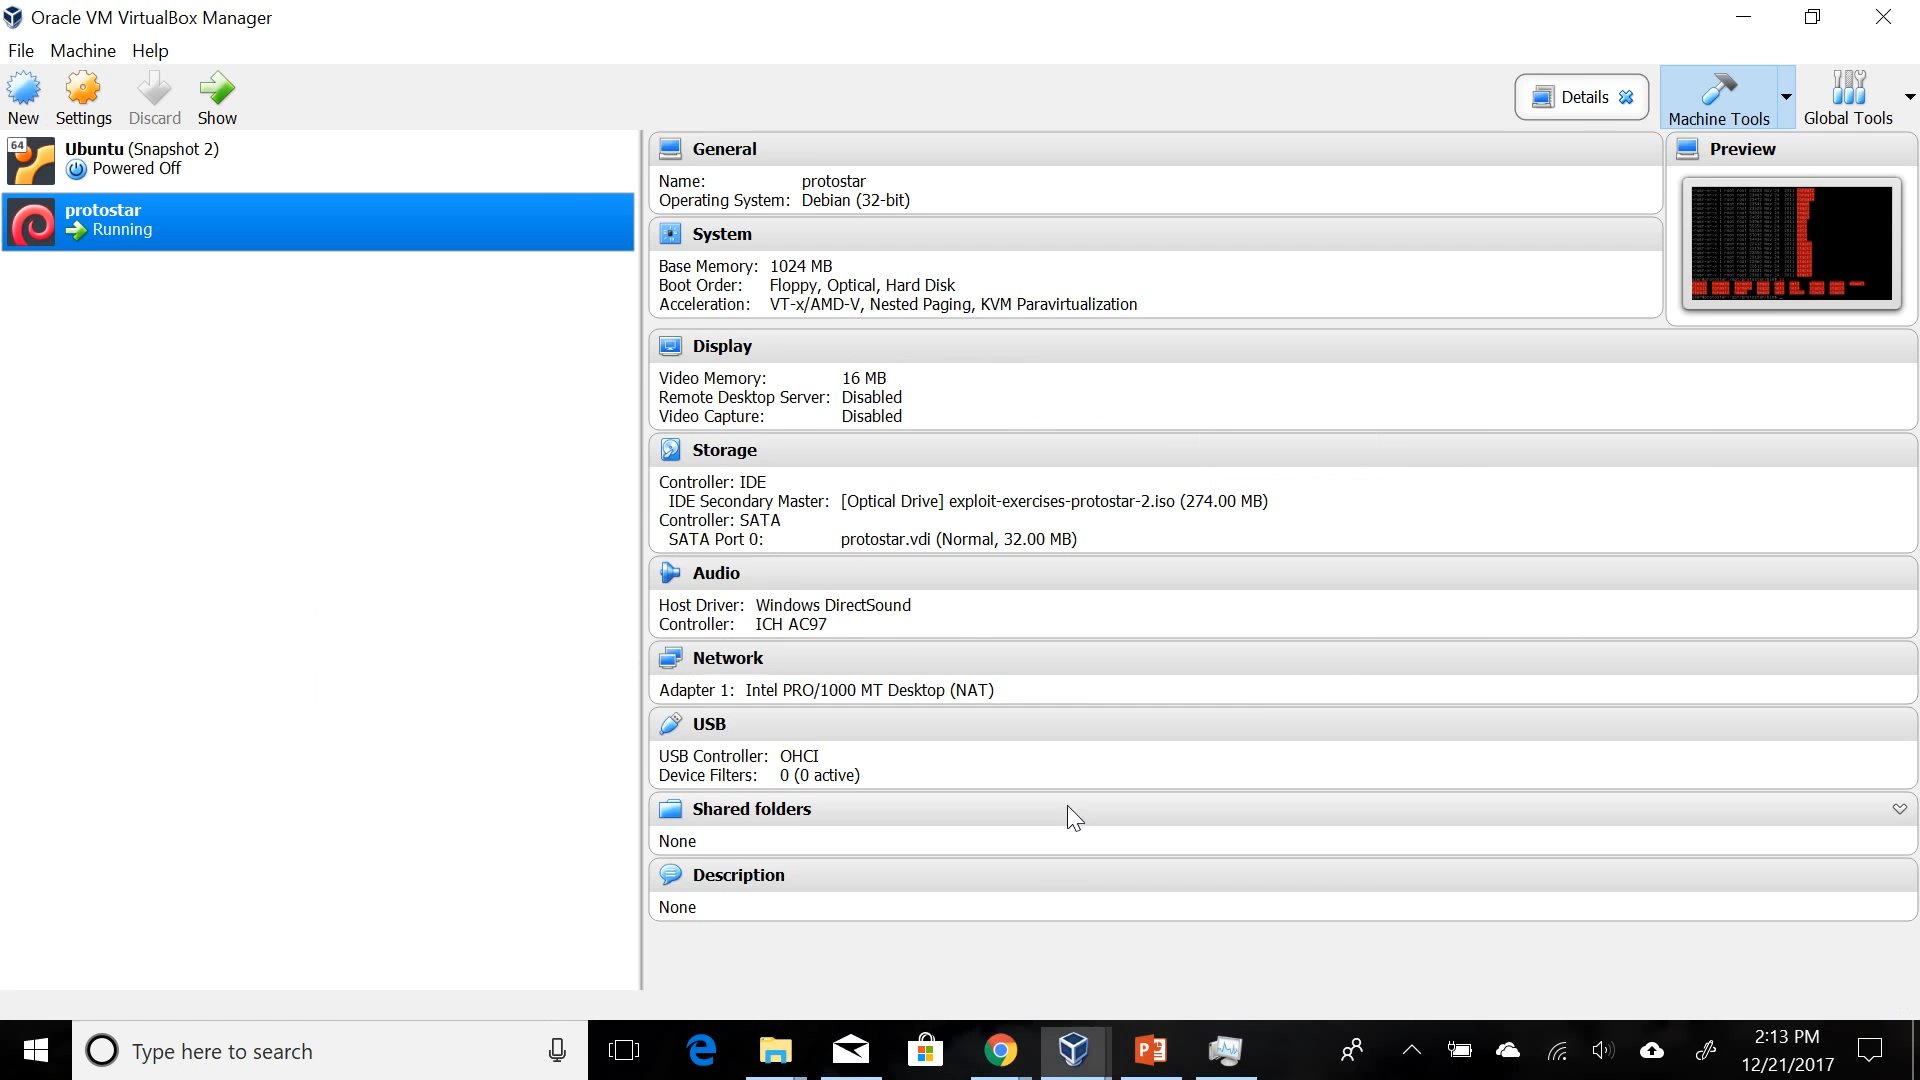 Oracle VM VirtualBox Manager
File Machine Help
New Settings Discard Show
Details Machine Tools Global Tools
64
Ubuntu (Snapshot 2)
Powered Off
protostar
Running
General
Name: protostar
Operating System: Debian (32-bit)
Preview
System
Base Memory: 1024 MB
Boot Order: Floppy, Optical, Hard Disk
Acceleration: VT-x/AMD-V, Nested Paging, KVM Paravirtualization
Display
Video Memory: 16 MB
Remote Desktop Server: Disabled
Video Capture: Disabled
Storage
Controller: IDE
IDE Secondary Master: [Optical Drive] exploit-exercises-protostar-2.iso (274.00 MB)
Controller: SATA
SATA Port 0: protostar.vdi (Normal, 32.00 MB)
Audio
Host Driver: Windows DirectSound
Controller: ICH AC97
Network
Adapter 1: Intel PRO/1000 MT Desktop (NAT)
USB
USB Controller: OHCI
Device Filters: 0 (0 active)
Shared folders
None
Description
None
Type here to search
2:13 PM
12/21/2017